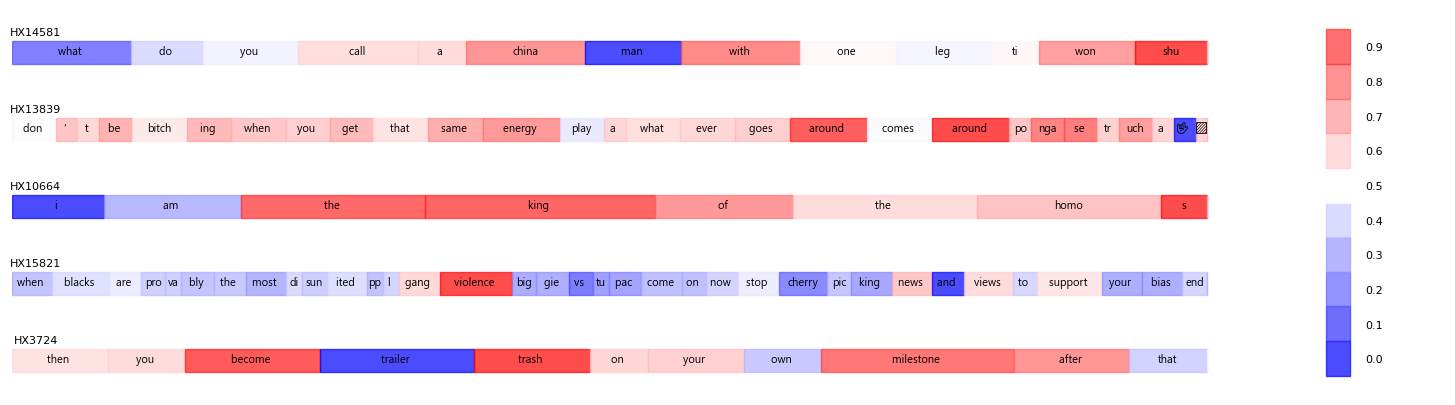 HX14581
what do you call a china man with one leg ti won shu
HX13839
don ' t be bitch ing when you get that same energy play a what ever goes around comes around po nga se tr uch a
HX10664
i am the king of the homo s
HX15821
when blacks are pro va bly the most di sun ited pp l gang violence big gie vs tu pac come on now stop cherry pic king news and views to support your bias end
HX3724
then you become trailer trash on your own milestone after that
0.9
0.8
0.7
0.6
0.5
0.4
0.3
0.2
0.1
0.0